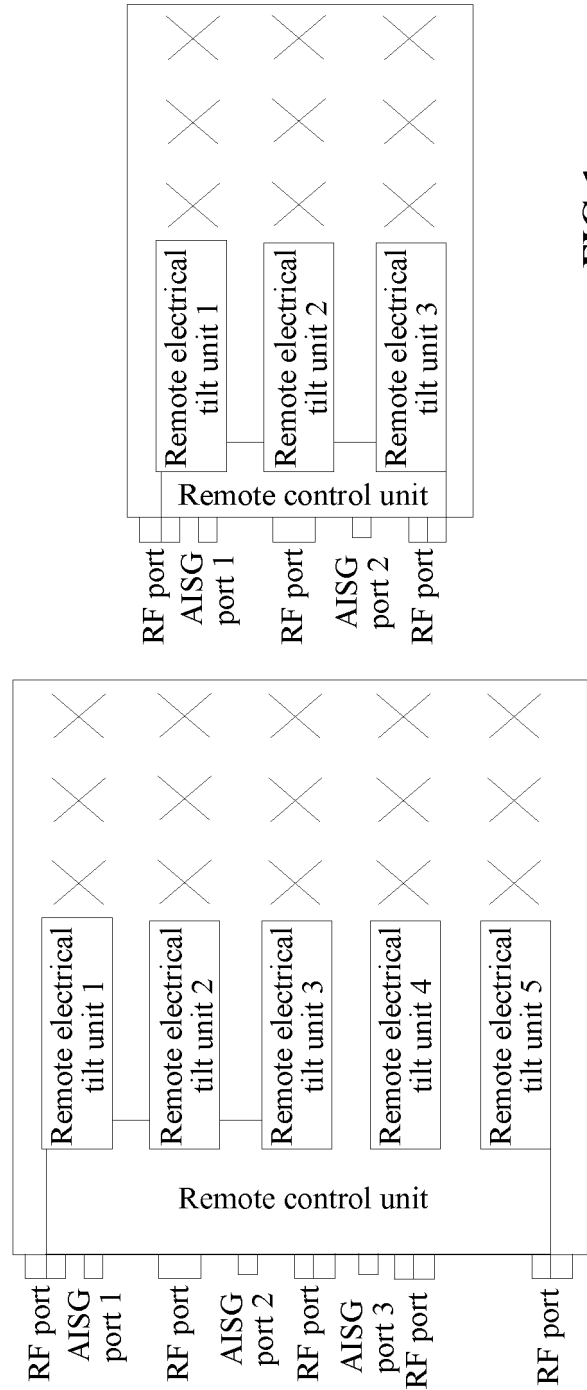 Remote electrical
tilt unit 1
Remote electrical
tilt unit 2
Remote electrical
tilt unit 3
Remote electrical
tilt unit 4
Remote electrical
tilt unit 5
Remote control unit
RF port
AISG
port 1
RF port
AISG
port 2
RF port
AISG
port 3
RF port
RF port
Remote electrical
tilt unit 1
Remote electrical
tilt unit 2
Remote electrical
tilt unit 3
Remote control unit
RF port
AISG
port 1
RF port
AISG
port 2
RF port
FIG.